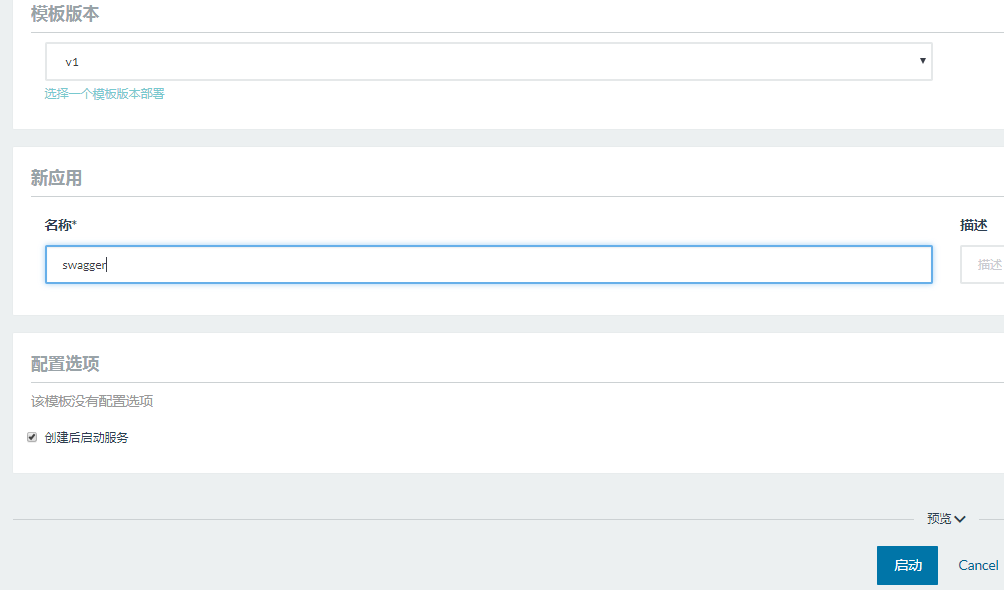 模板版本
v1
选择一个模板版本部署
新应用
名称*
描述
swagger
描述
配置选项
该模板没有配置选项
创建后启动服务
预览
启动
Cancel